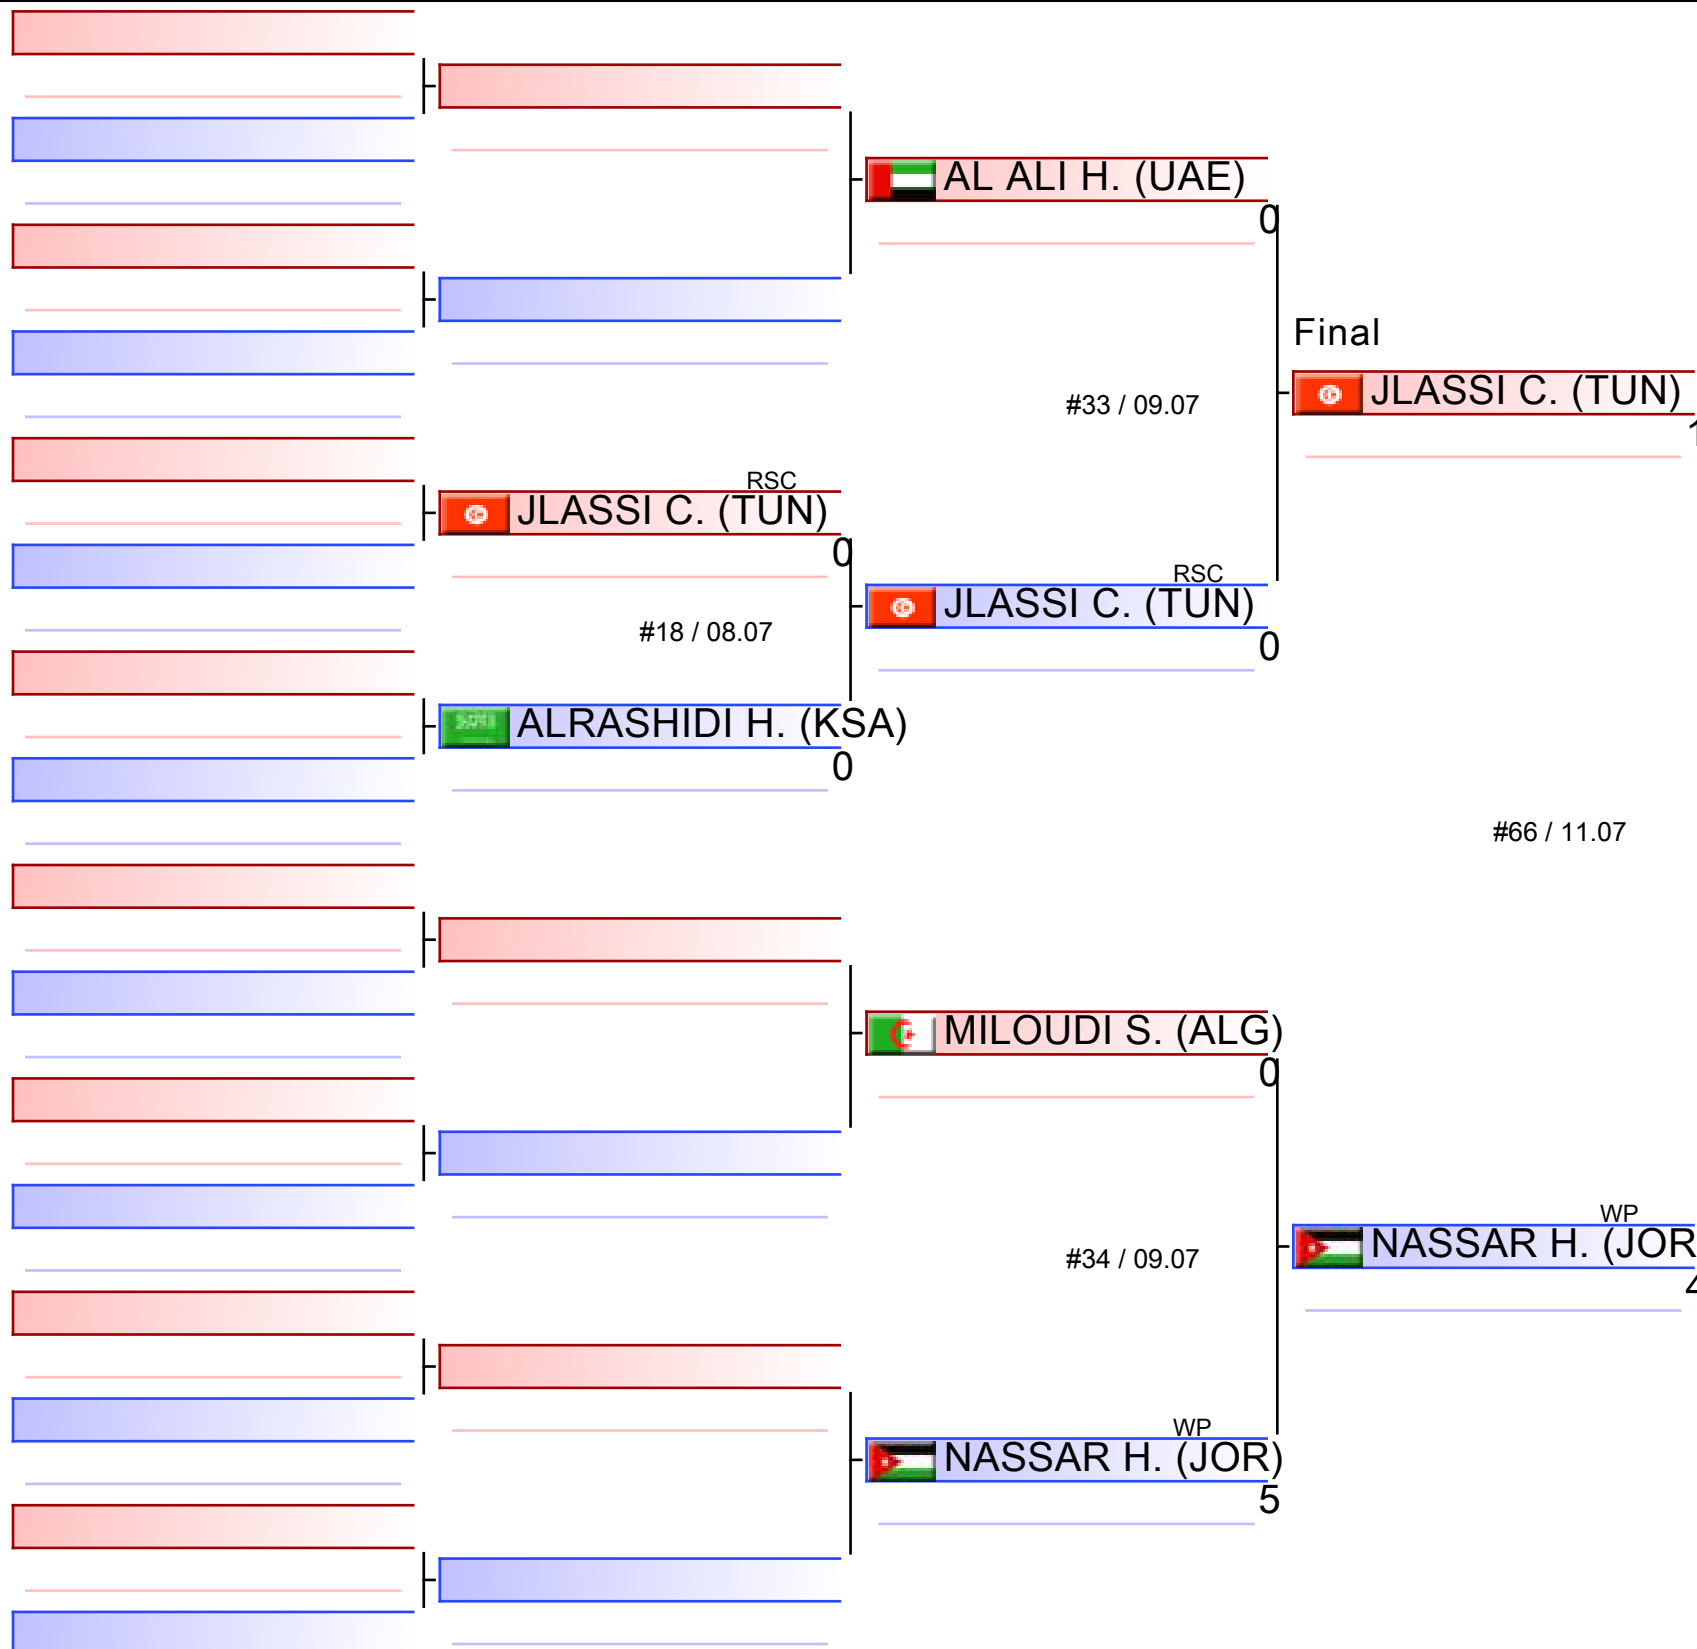 AL ALI H. (UAE)
0
Final
#33 / 09.07
JLASSI C. (TUN)
1
RSC
JLASSI C. (TUN)
0
RSC
JLASSI C. (TUN)
0
#18 / 08.07
ALRASHIDI H. (KSA)
0
#66 / 11.07
MILOUDI S. (ALG)
0
WP
NASSAR H. (JOR
4
#34 / 09.07
WP
NASSAR H. (JOR)
5